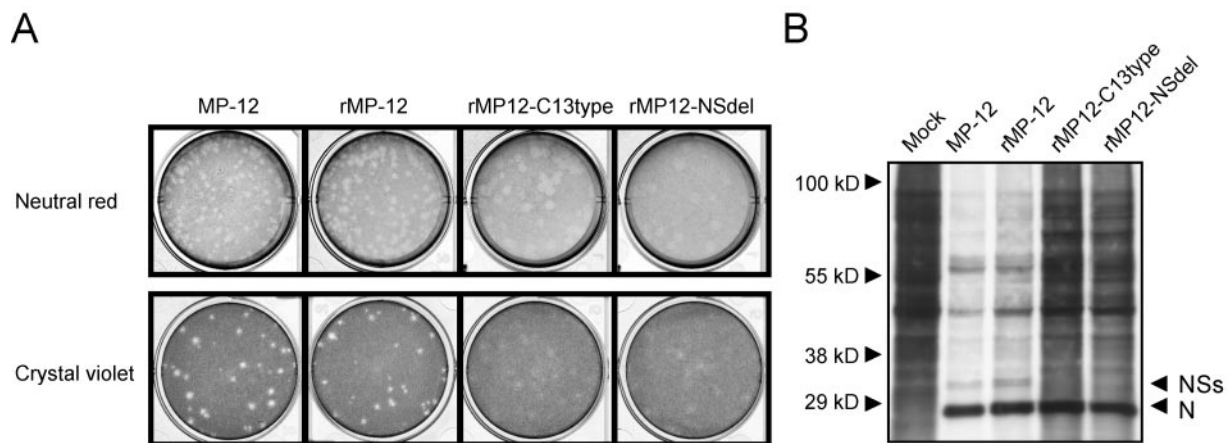 A
MP-12 rMP-12 rMP12-C13type rMP12-NSdel
Neutral red
Crystal violet
B
Mock MP-12 rMP-12 rMP12-C13type rMP12-NSdel
100 kD
55 kD
38 kD
29 kD
NSs
N